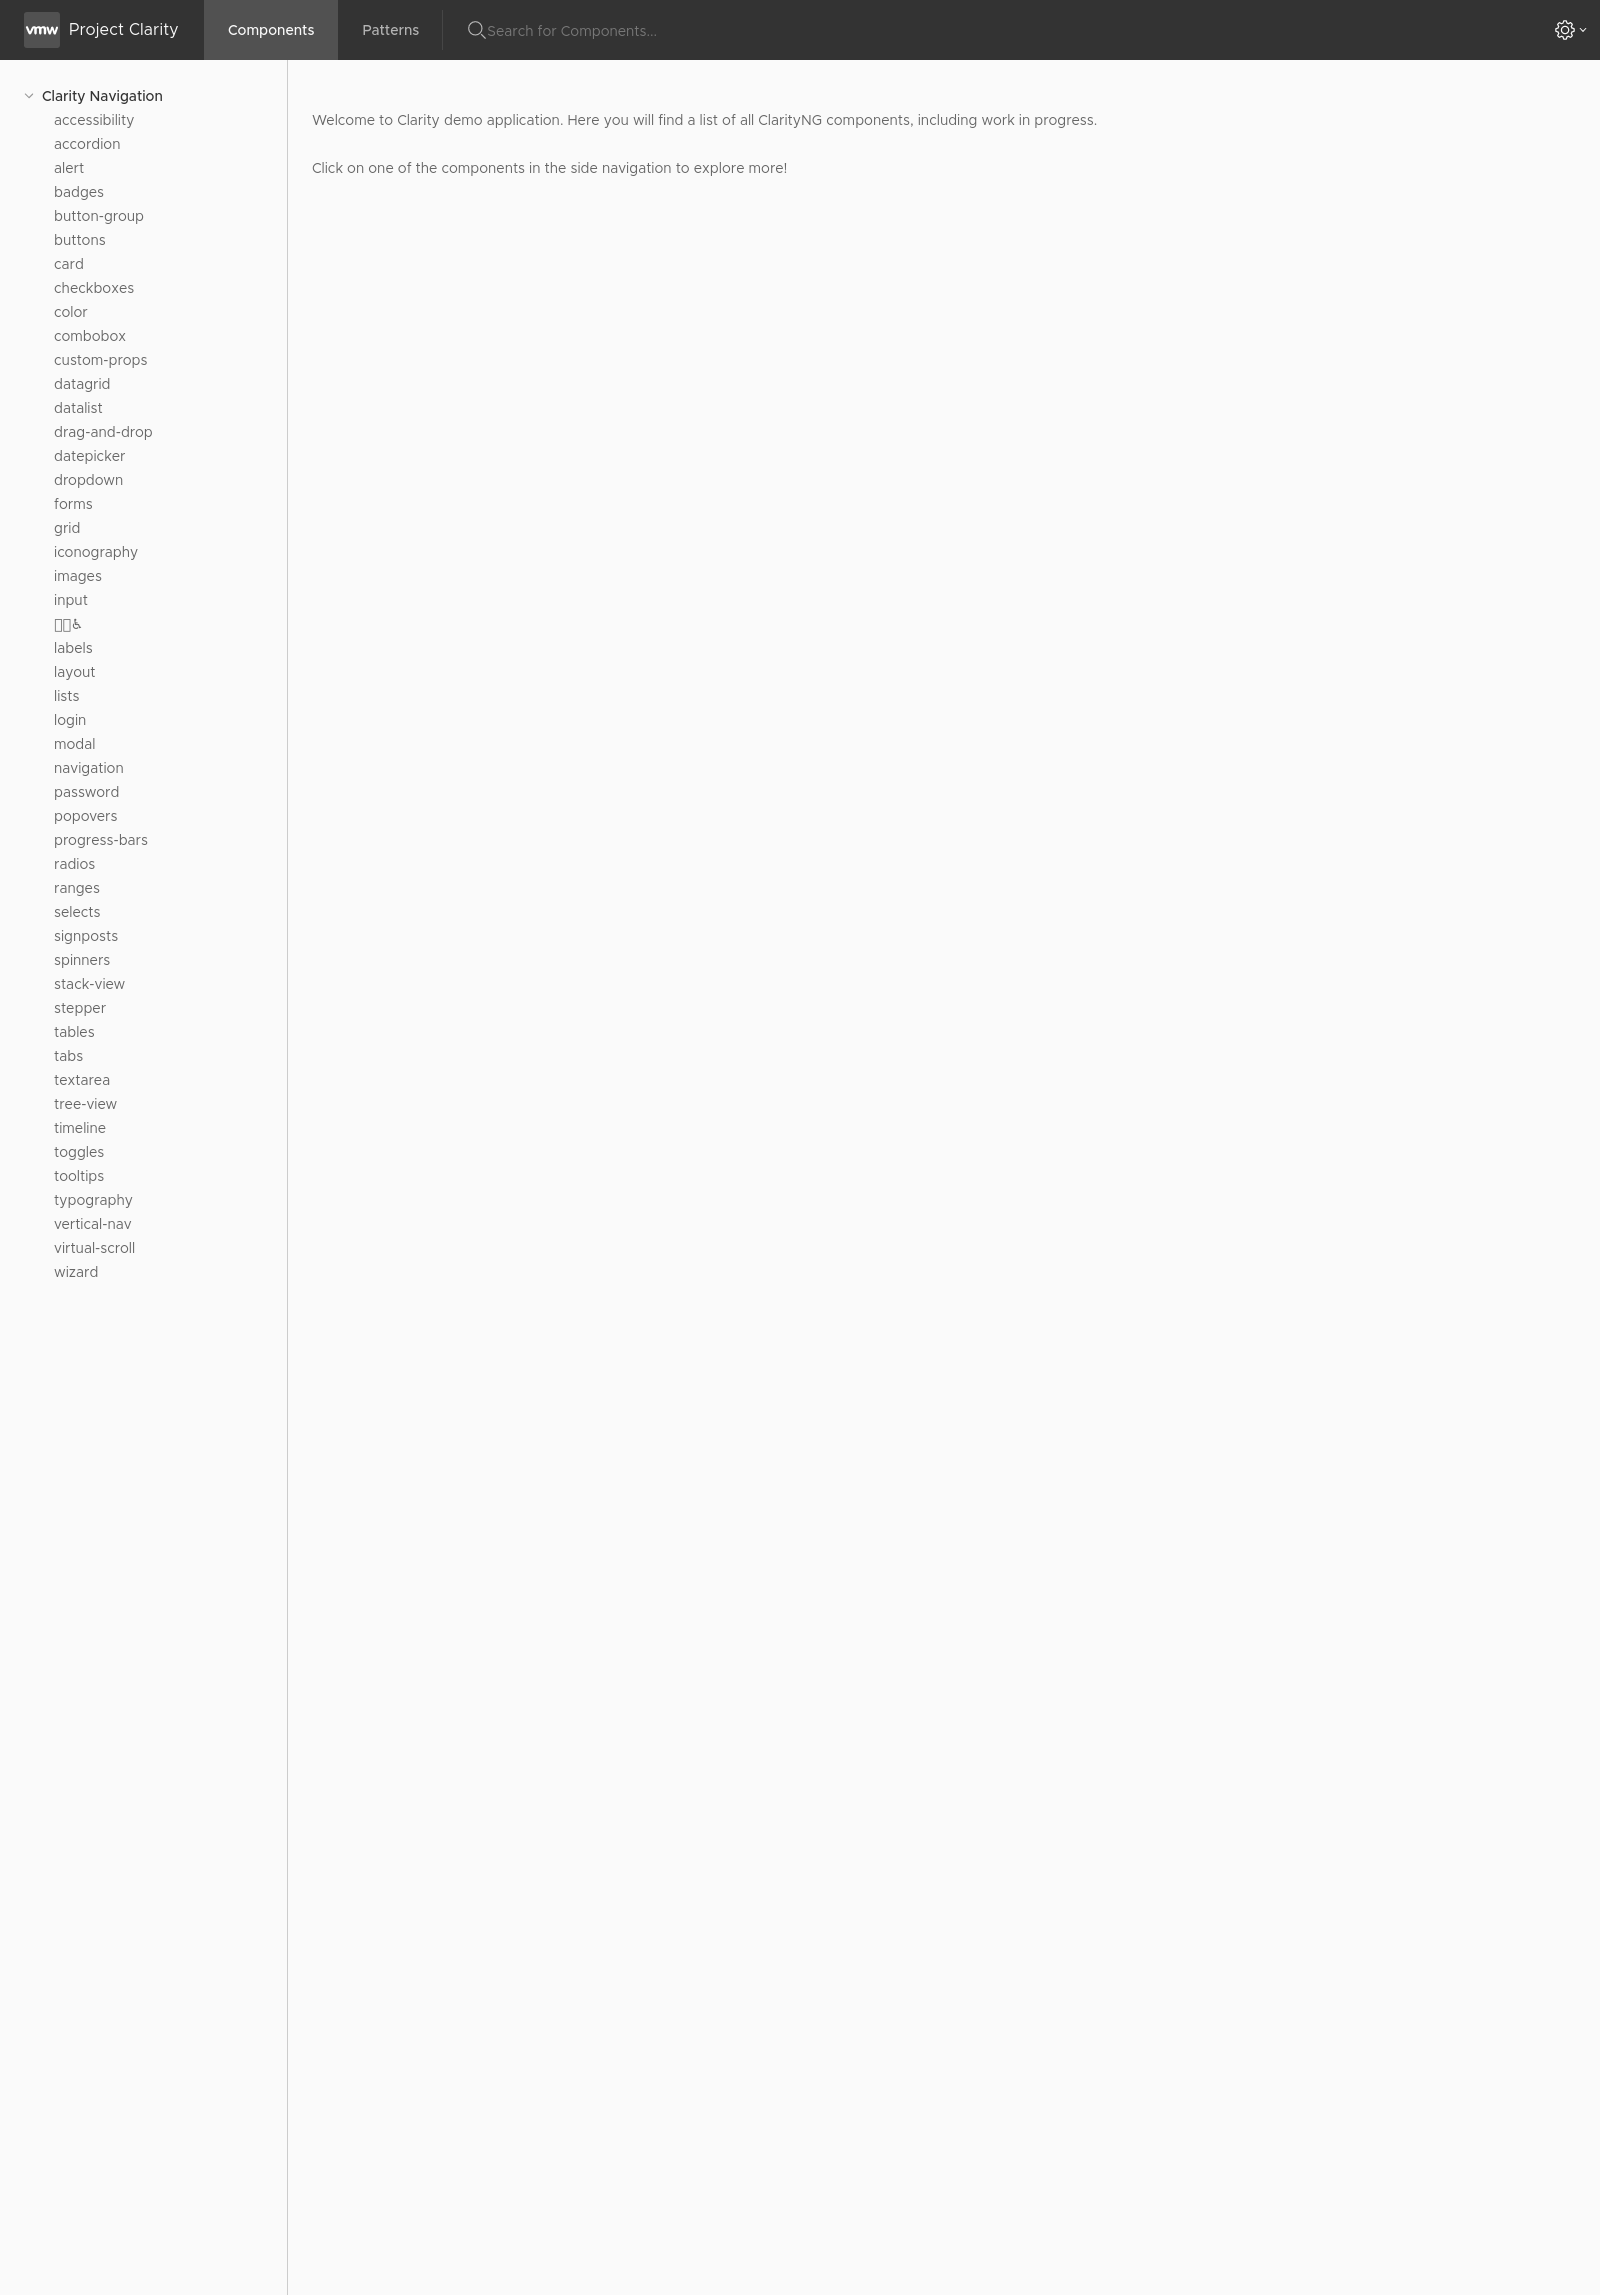 vmw Project Clarity Components Patterns Search for Components...
Clarity Navigation
accessibility
accordion
alert
badges
button-group
buttons
card
checkboxes
color
combobox
custom-props
datagrid
datalist
drag-and-drop
datepicker
dropdown
forms
grid
iconography
images
input
♿
labels
layout
lists
login
modal
navigation
password
popovers
progress-bars
radios
ranges
selects
signposts
spinners
stack-view
stepper
tables
tabs
textarea
tree-view
timeline
toggles
tooltips
typography
vertical-nav
virtual-scroll
wizard
Welcome to Clarity demo application. Here you will find a list of all ClarityNG components, including work in progress.
Click on one of the components in the side navigation to explore more!